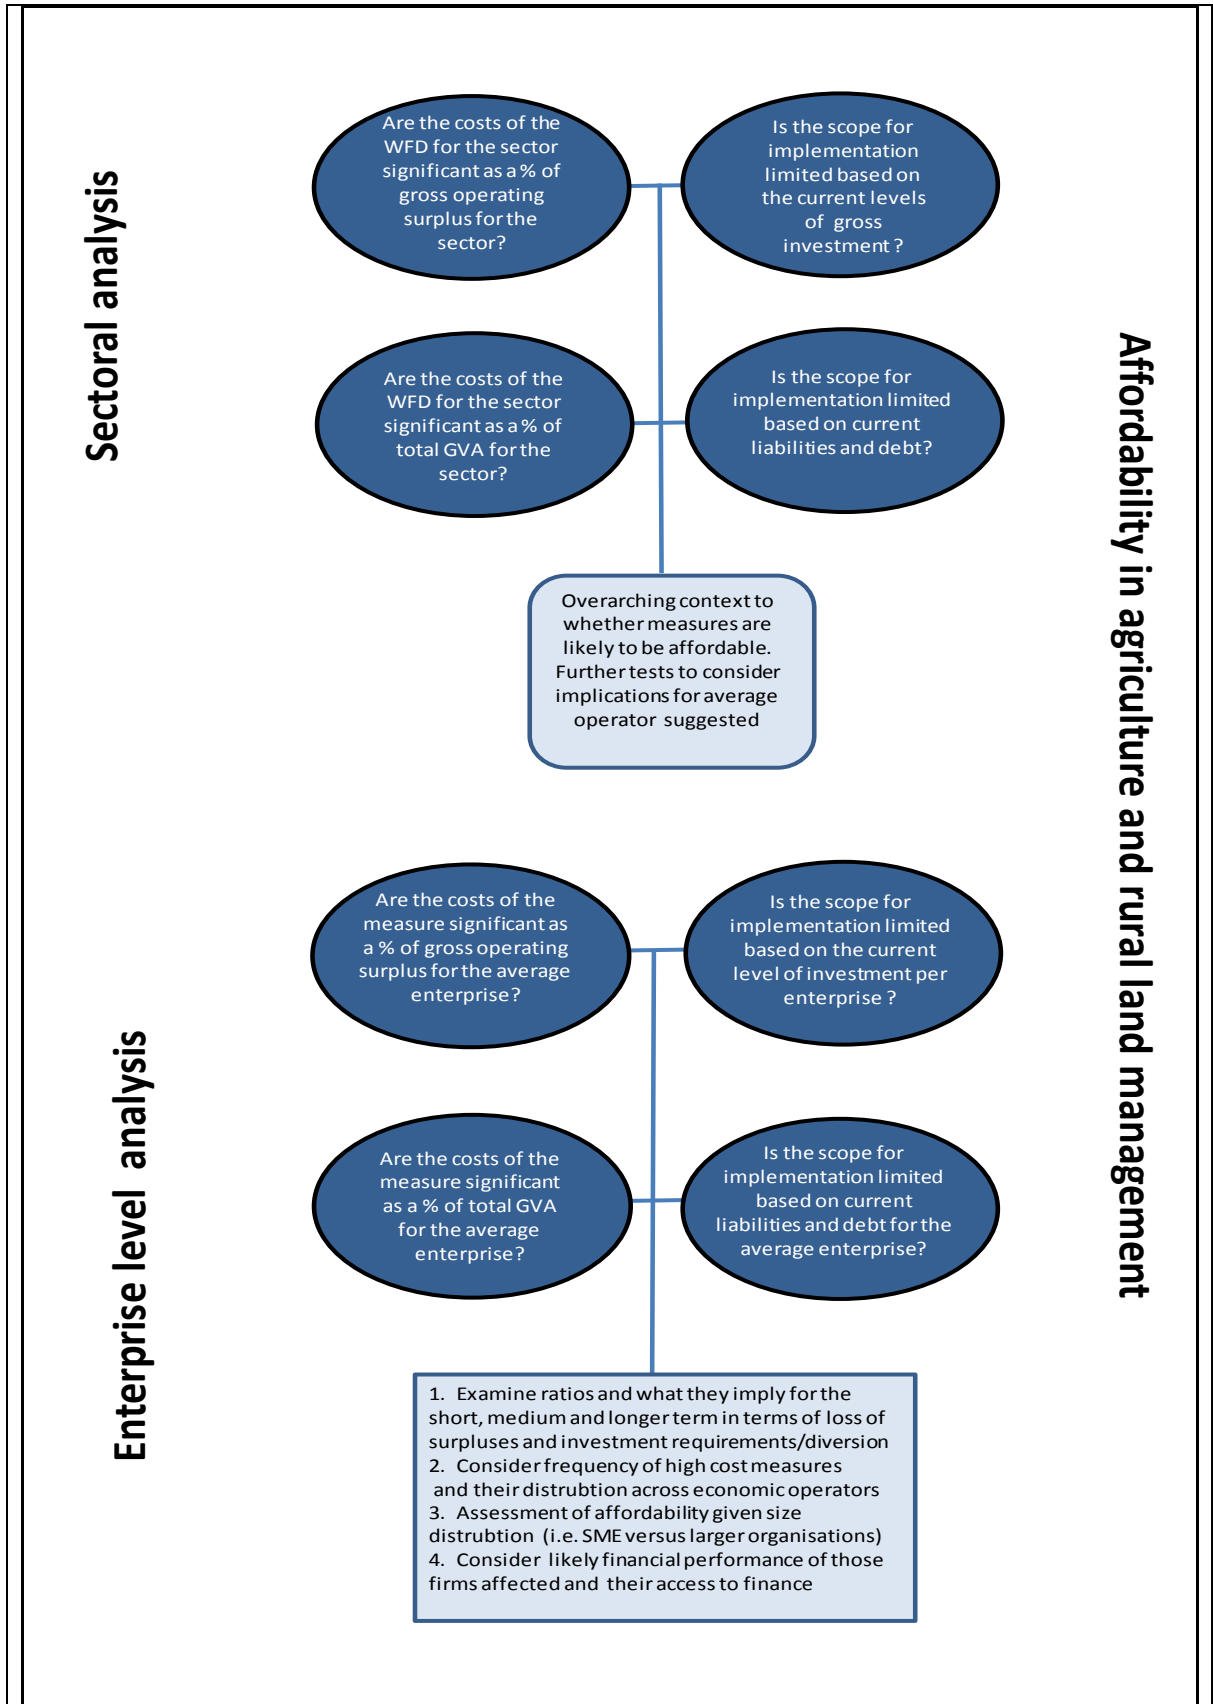 Sectoral analysis
Are the costs of the
WFD for the sector
significant as a % of
gross operating
surplus for the
sector?
Is the scope for
implementation
limited based on
the current levels
of gross
investment ?
Are the costs of the
WFD for the sector
significant as a % of
total GVA for the
sector?
Is the scope for
implementation limited
based on current
liabilities and debt?
Overarching context to
whether measures are
likely to be affordable.
Further tests to consider
implications for average
operator suggested
Affordability in agriculture and rural land management
Enterprise level analysis
Are the costs of the
measure significant as
a % of gross operating
surplus for the average
enterprise?
Is the scope for
implementation limited
based on the current
level of investment per
enterprise ?
Are the costs of the
measure significant
as a % of total GVA
for the average
enterprise?
Is the scope for
implementation limited
based on current
liabilities and debt for the
average enterprise?
1. Examine ratios and what they imply for the
short, medium and longer term in terms of loss of
surpluses and investment requirements/diversion
2. Consider frequency of high cost measures
and their distrubtion across economic operators
3. Assessment of affordability given size
distrubtion (i.e. SME versus larger organisations)
4. Consider likely financial performance of those
firms affected and their access to finance